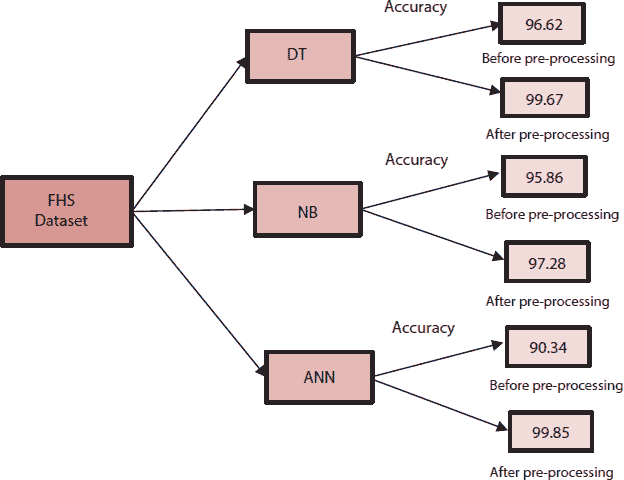 FHS
Dataset
DT
Accuracy
96.62
Before pre-processing
99.67
After pre-processing
NB
Accuracy
95.86
Before pre-processing
97.28
After pre-processing
ANN
Accuracy
90.34
Before pre-processing
99.85
After pre-processing